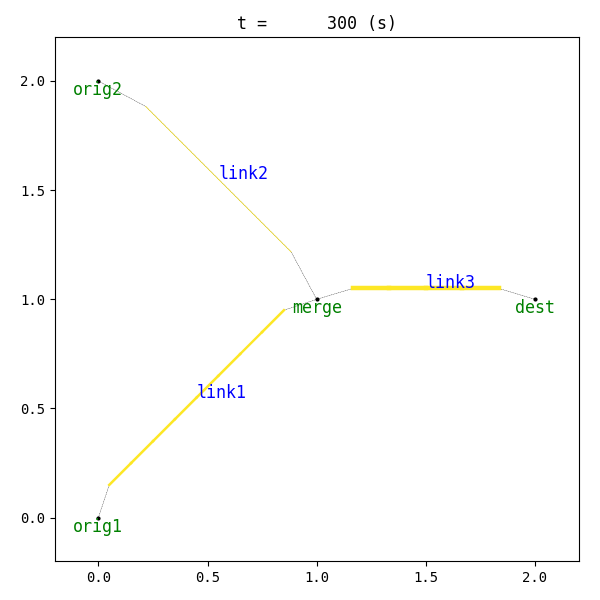 t =      300 (s)
2.0
orig2
link2
1.5
link3
1.0
merge
dest
link1
0.5
0.0
orig1
0.0 0.5 1.0 1.5 2.0